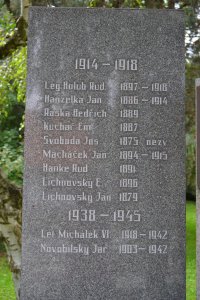 1914 – 1918
Leg Holub Rud. 1897 – 1918
Hanzelka Jan 1886 – 1914
Raška Bedřich 1889
Kuchař Em 1887
Svoboda Jos 1875 nezv
Macháček Jan 1894 – 1915
Hanke Rud 1891
Lichnovský E. 1896
Lichnovský Jan 1879
1938 – 1945
Let Michálek Vl 1918 – 1942
Novobilský Jar 1903 – 1942